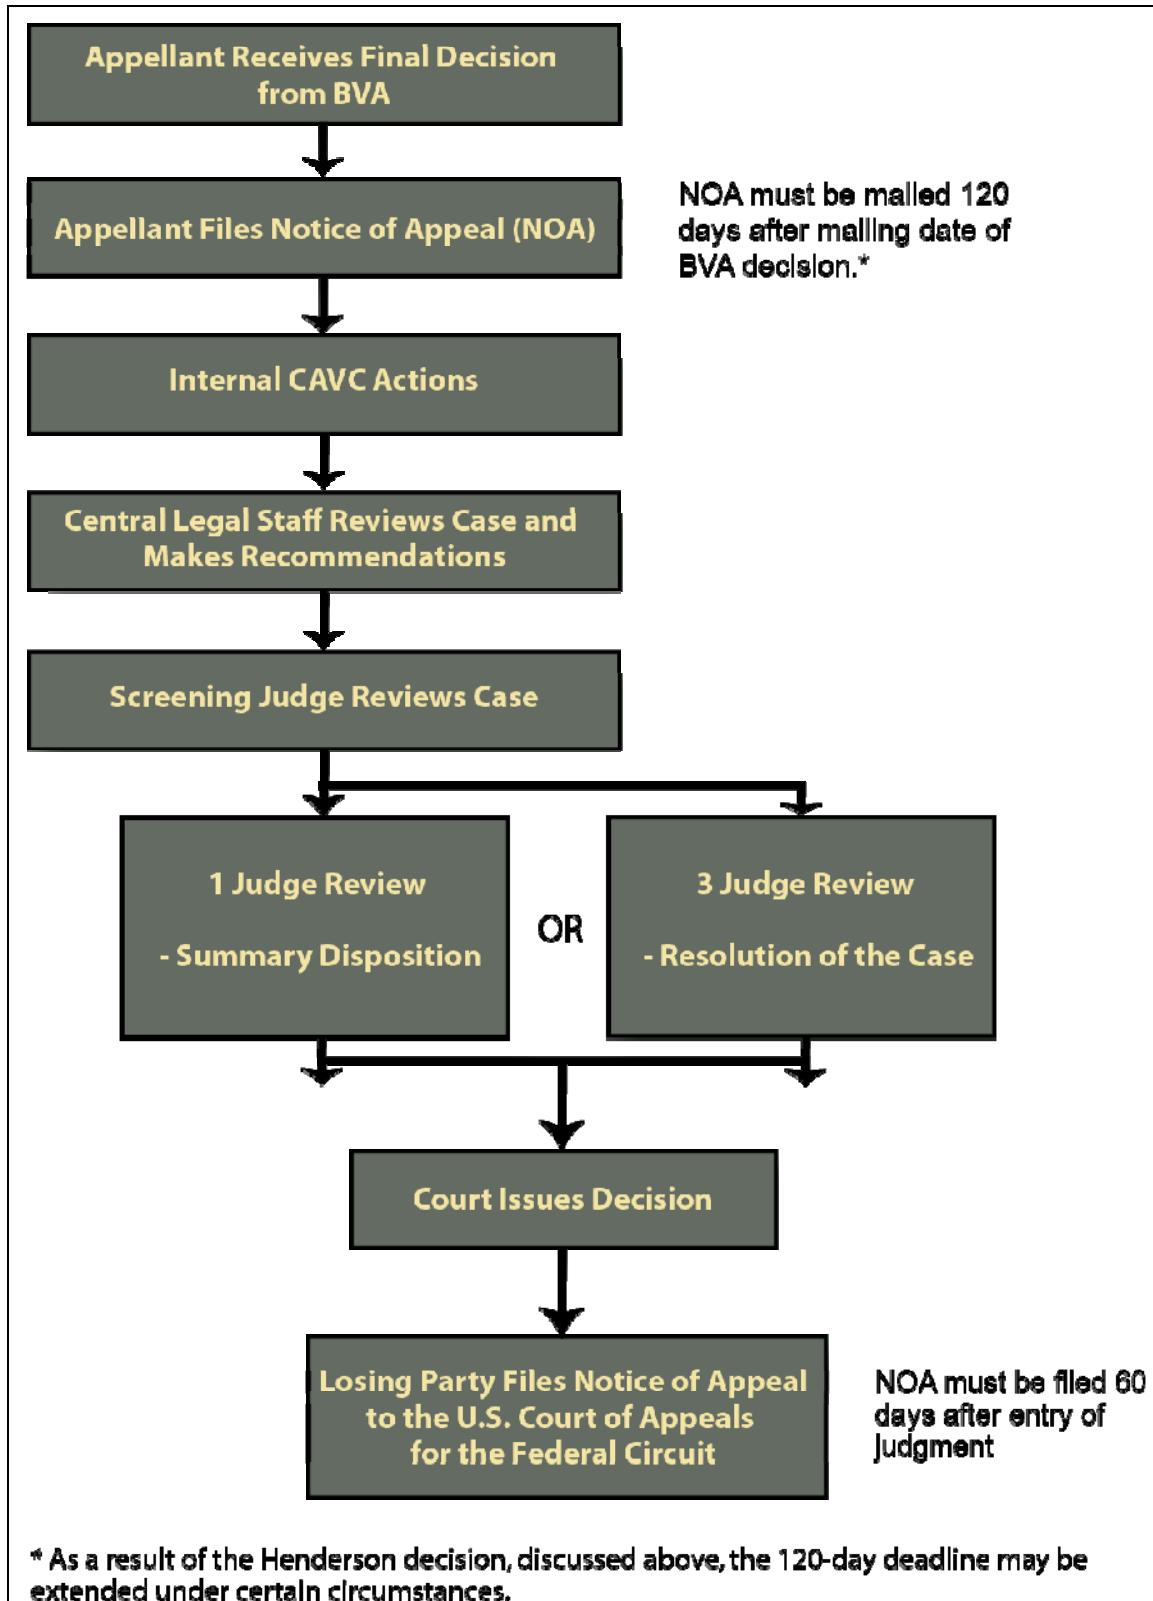 Appellant Receives Final Decision
from BVA
Appellant Files Notice of Appeal (NOA)
NOA must be mailed 120
days after mailing date of
BVA decision.*
Internal CAVC Actions
Central Legal Staff Reviews Case and
Makes Recommendations
Screening Judge Reviews Case
1 Judge Review
- Summary Disposition
OR
3 Judge Review
- Resolution of the Case
Court Issues Decision
Losing Party Files Notice of Appeal
to the U.S. Court of Appeals
for the Federal Circuit
NOA must be filed 60
days after entry of
judgment
* As a result of the Henderson decision, discussed above, the 120-day deadline may be
extended under certain circumstances.